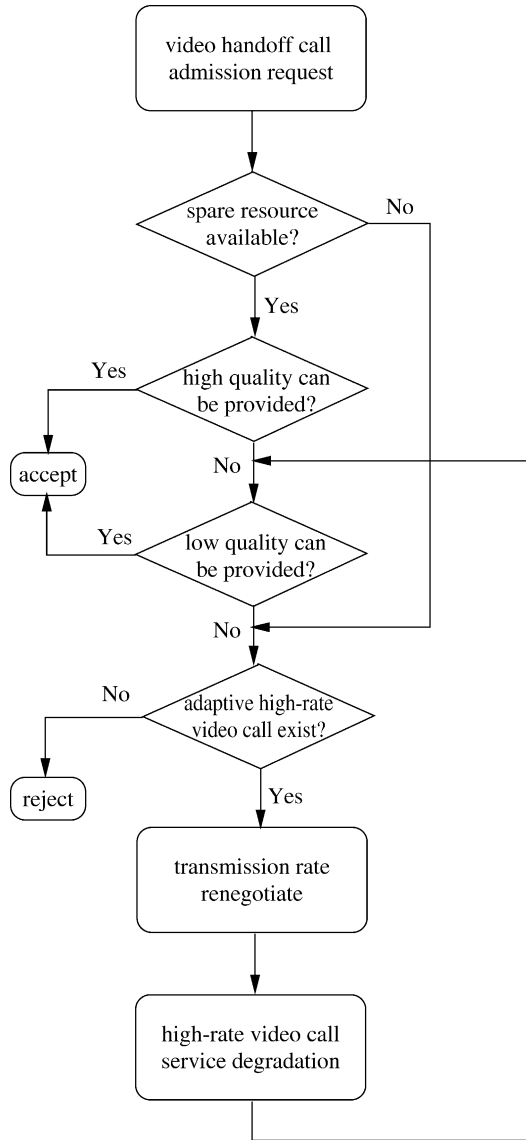 video handoff call
admission request
spare resource
available?
No
Yes
high quality can
be provided?
Yes
No
accept
low quality can
be provided?
Yes
No
adaptive high-rate
video call exist?
No
reject
Yes
transmission rate
renegotiate
high-rate video call
service degradation